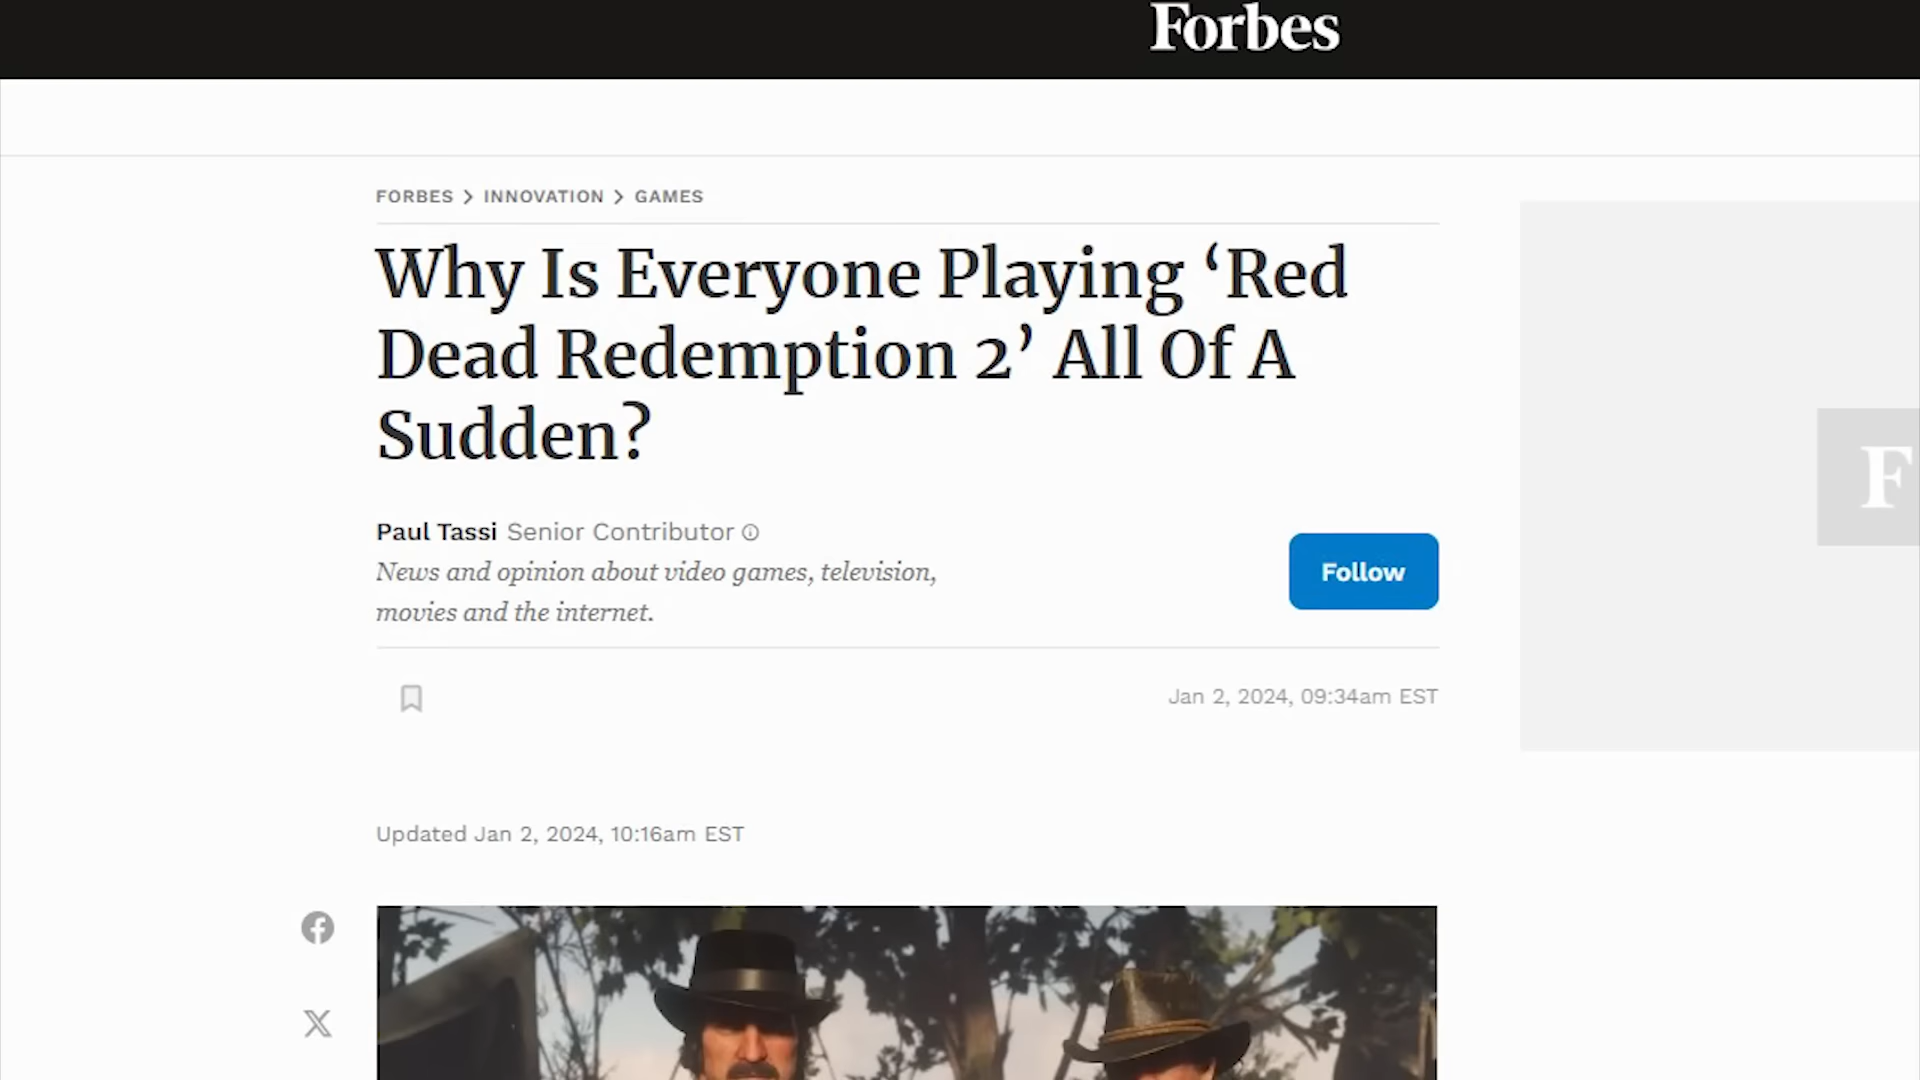 Forbes
FORBES > INNOVATION > GAMES
Why Is Everyone Playing ‘Red
Dead Redemption 2’ All Of A
Sudden?
Paul Tassi Senior Contributor
News and opinion about video games, television,
movies and the internet.
Follow
Jan 2, 2024, 09:34am EST
Updated Jan 2, 2024, 10:16am EST
F